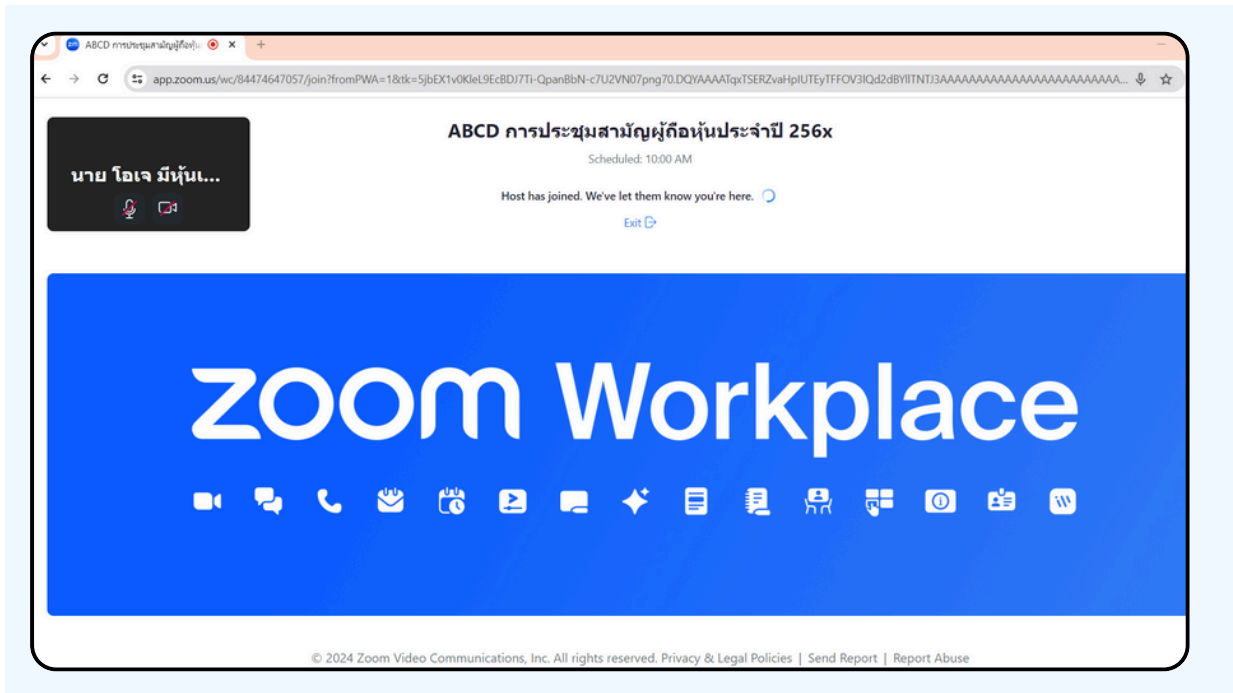 ABCD การประชุมสามัญผู้ถือหุ้น
app.zoom.us/wc/84474647057/join?fromPWA=1&tk=
ABCD การประชุมสามัญผู้ถือหุ้นประจำปี 256x
Scheduled: 10:00 AM
นาย โอเจ มีหุ้นเ...
Host has joined. We've let them know you're here.
Exit
zoom Workplace
© 2024 Zoom Video Communications, Inc. All rights reserved. Privacy & Legal Policies | Send Report | Report Abuse